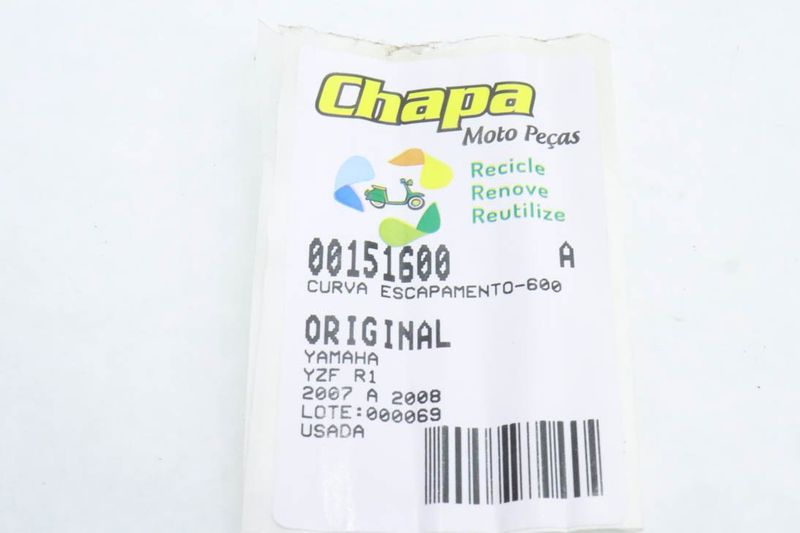 Chapa
Moto Peças
Recicle
Renove
Reutilize
00151600 A
CURVA ESCAPAMENTO-600
ORIGINAL
YAMAHA
YZF R1
2007 A 2008
LOTE:000069
USADA